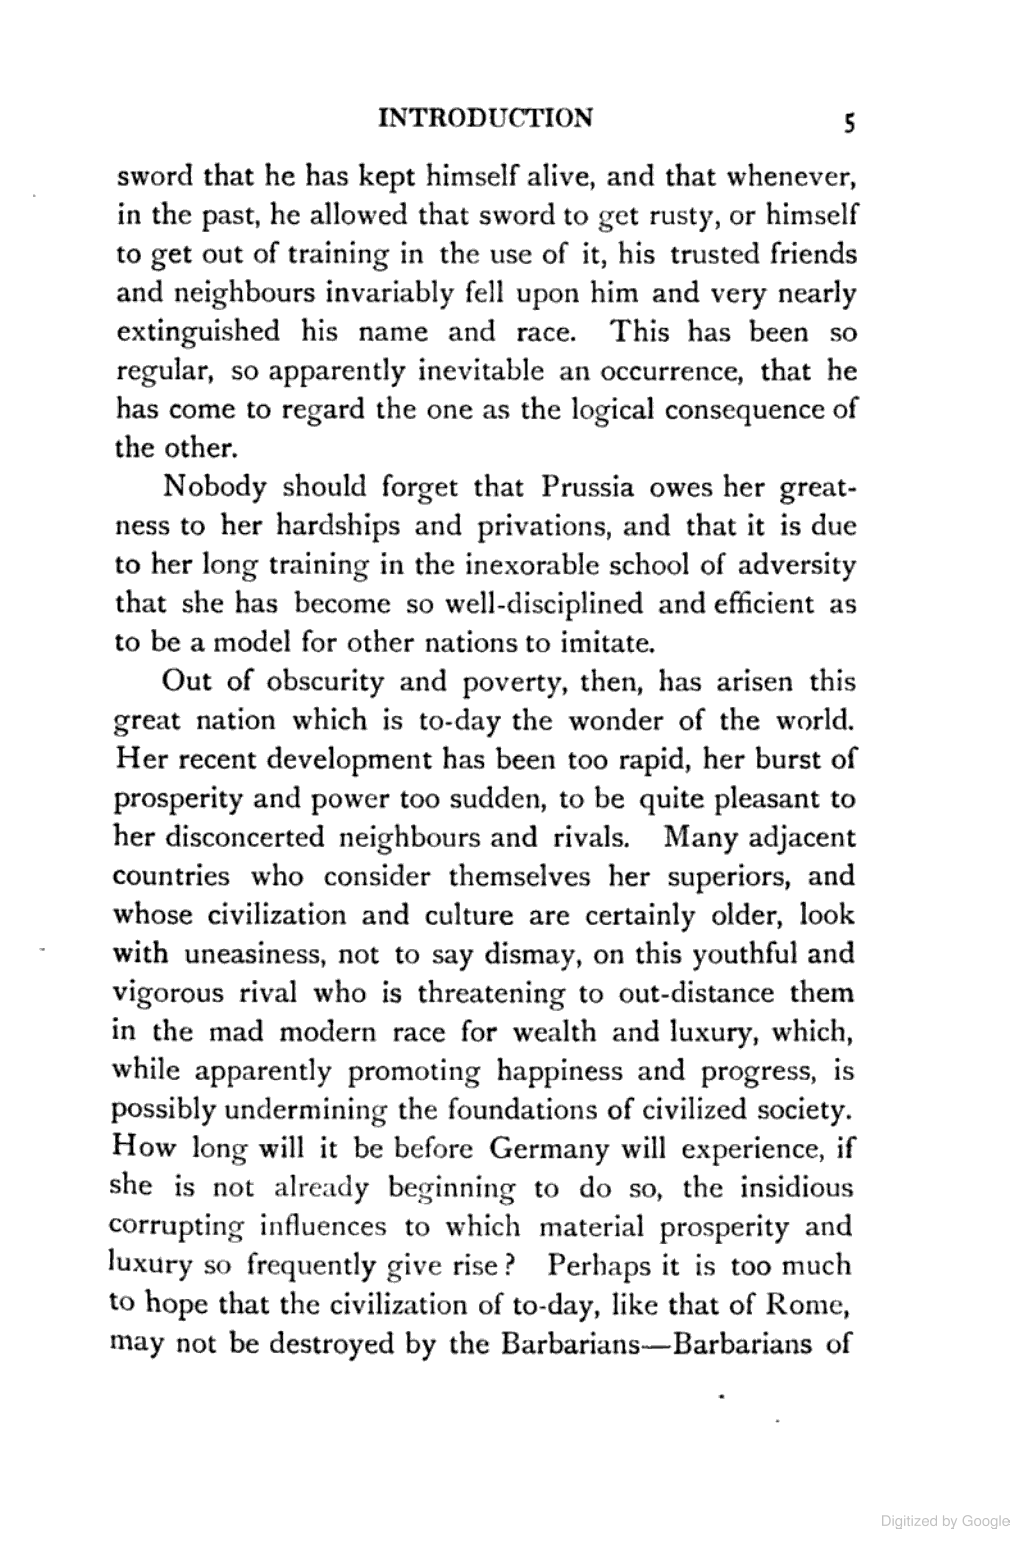 INTRODUCTION 5
sword that he has kept himself alive, and that whenever,
in the past, he allowed that sword to get rusty, or himself
to get out of training in the use of it, his trusted friends
and neighbours invariably fell upon him and very nearly
extinguished his name and race. This has been so
regular, so apparently inevitable an occurrence, that he
has come to regard the one as the logical consequence of
the other.
Nobody should forget that Prussia owes her great-
ness to her hardships and privations, and that it is due
to her long training in the inexorable school of adversity
that she has become so well-disciplined and efficient as
to be a model for other nations to imitate.
Out of obscurity and poverty, then, has arisen this
great nation which is to-day the wonder of the world.
Her recent development has been too rapid, her burst of
prosperity and power too sudden, to be quite pleasant to
her disconcerted neighbours and rivals. Many adjacent
countries who consider themselves her superiors, and
whose civilization and culture are certainly older, look
with uneasiness, not to say dismay, on this youthful and
vigorous rival who is threatening to out-distance them
in the mad modern race for wealth and luxury, which,
while apparently promoting happiness and progress, is
possibly undermining the foundations of civilized society.
How long will it be before Germany will experience, if
she is not already beginning to do so, the insidious
corrupting influences to which material prosperity and
luxury so frequently give rise? Perhaps it is too much
to hope that the civilization of to-day, like that of Rome,
may not be destroyed by the Barbarians—Barbarians of
Digitized by Google